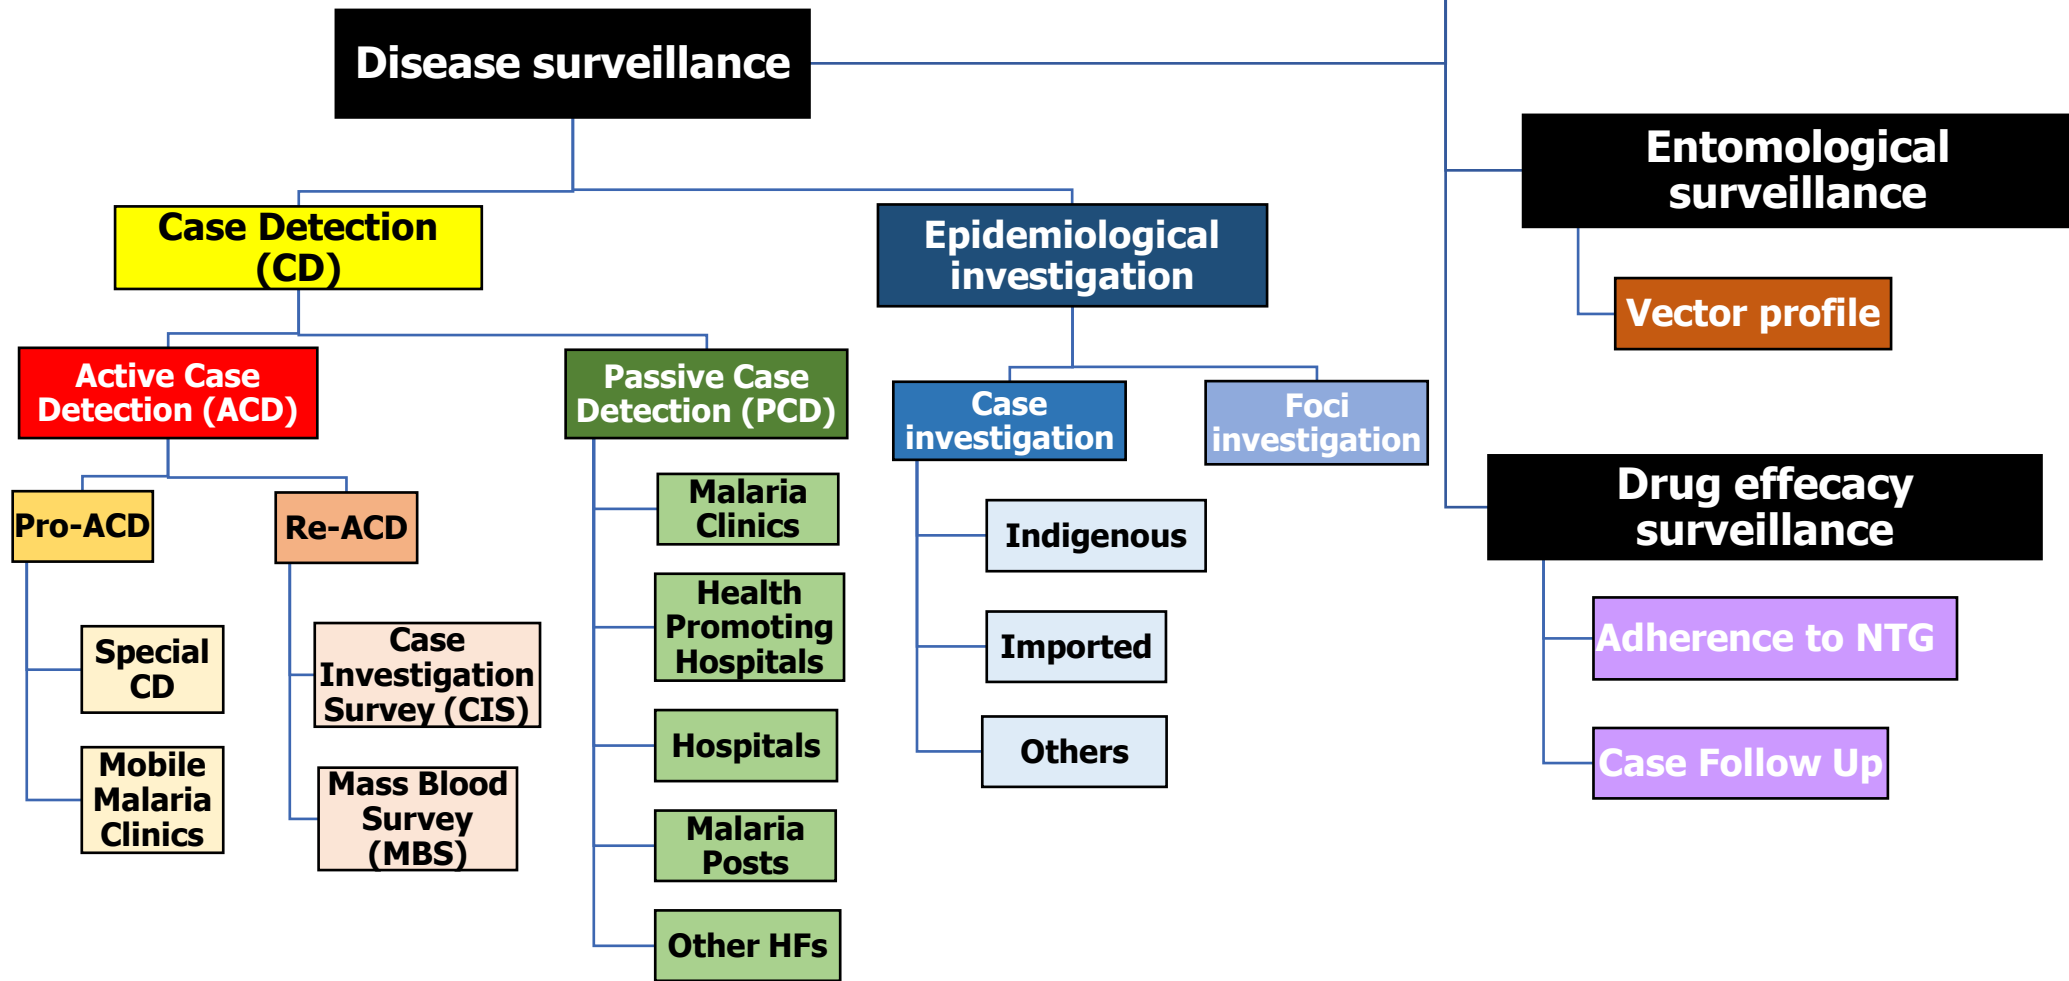 Disease surveillance
Entomological
surveillance
Vector profile
Drug effecacy
surveillance
Adherence to NTG
Case Follow Up
Case Detection
(CD)
Epidemiological
investigation
Active Case
Detection (ACD)
Passive Case
Detection (PCD)
Case
investigation
Foci
investigation
Pro-ACD
Re-ACD
Special
CD
Mobile
Malaria
Clinics
Case
Investigation
Survey (CIS)
Mass Blood
Survey
(MBS)
Malaria
Clinics
Health
Promoting
Hospitals
Hospitals
Malaria
Posts
Other HFs
Indigenous
Imported
Others